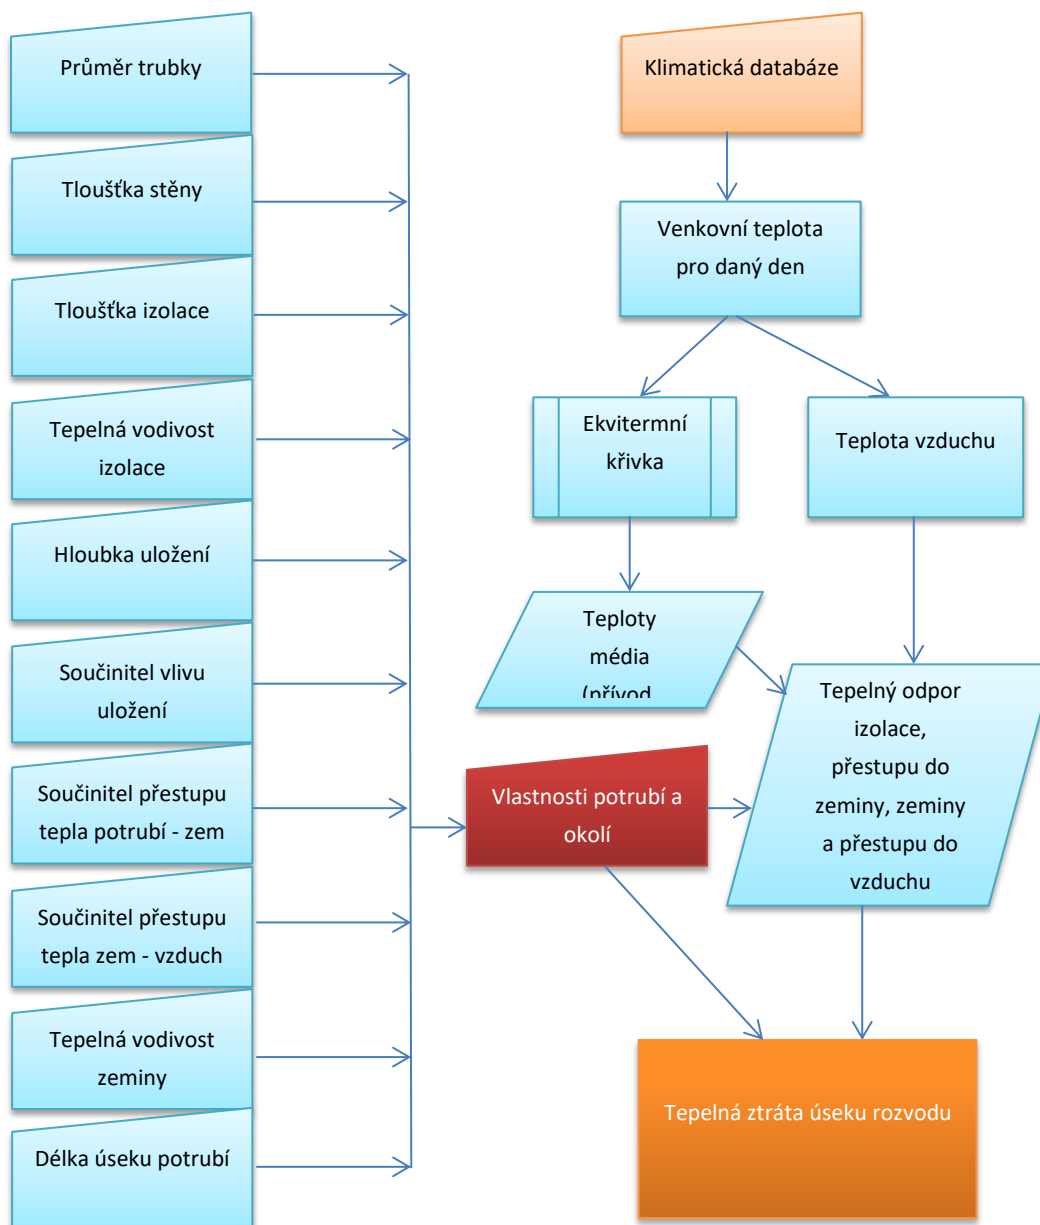 Průměr trubky
Tloušťka stěny
Tloušťka izolace
Tepelná vodivost
izolace
Hloubka uložení
Součinitel vlivu
uložení
Součinitel přestupu
tepla potrubí - zem
Součinitel přestupu
tepla zem - vzduch
Tepelná vodivost
zeminy
Délka úseku potrubí
Klimatická databáze
Venkovní teplota
pro daný den
Ekvitermní
křivka
Teplota vzduchu
Teploty
média
(přívod
Tepelný odpor
izolace,
přestupu do
zeminy, zeminy
a přestupu do
vzduchu
Vlastnosti potrubí a
okolí
Tepelná ztráta úseku rozvodu